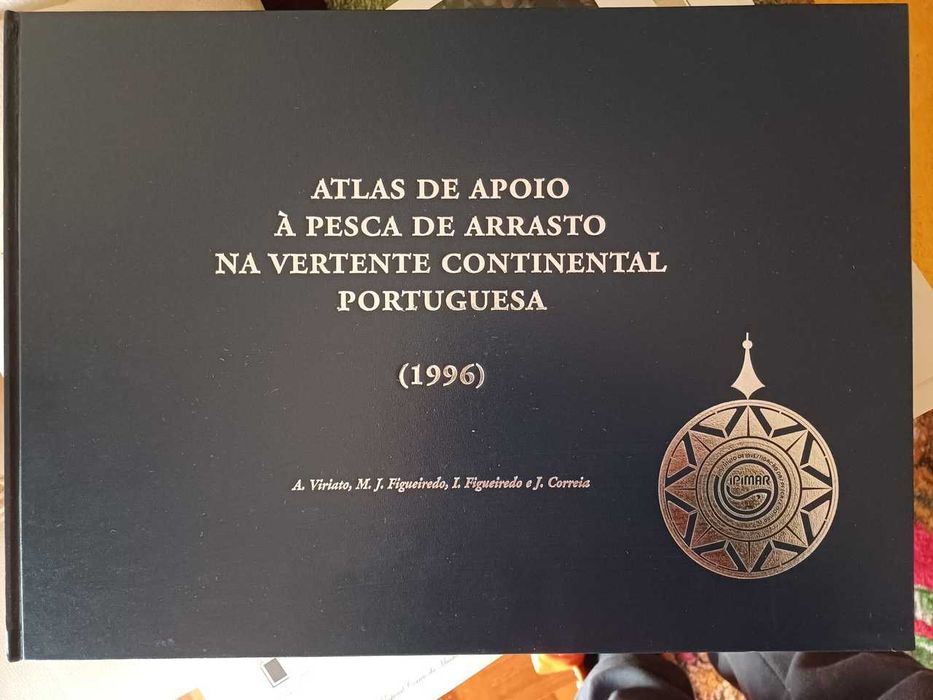 ATLAS DE APOIO
À PESCA DE ARRASTO
NA VERTENTE CONTINENTAL
PORTUGUESA
(1996)
A. Viriato, M. J. Figueiredo, I. Figueiredo e J. Correia
IPIMAR